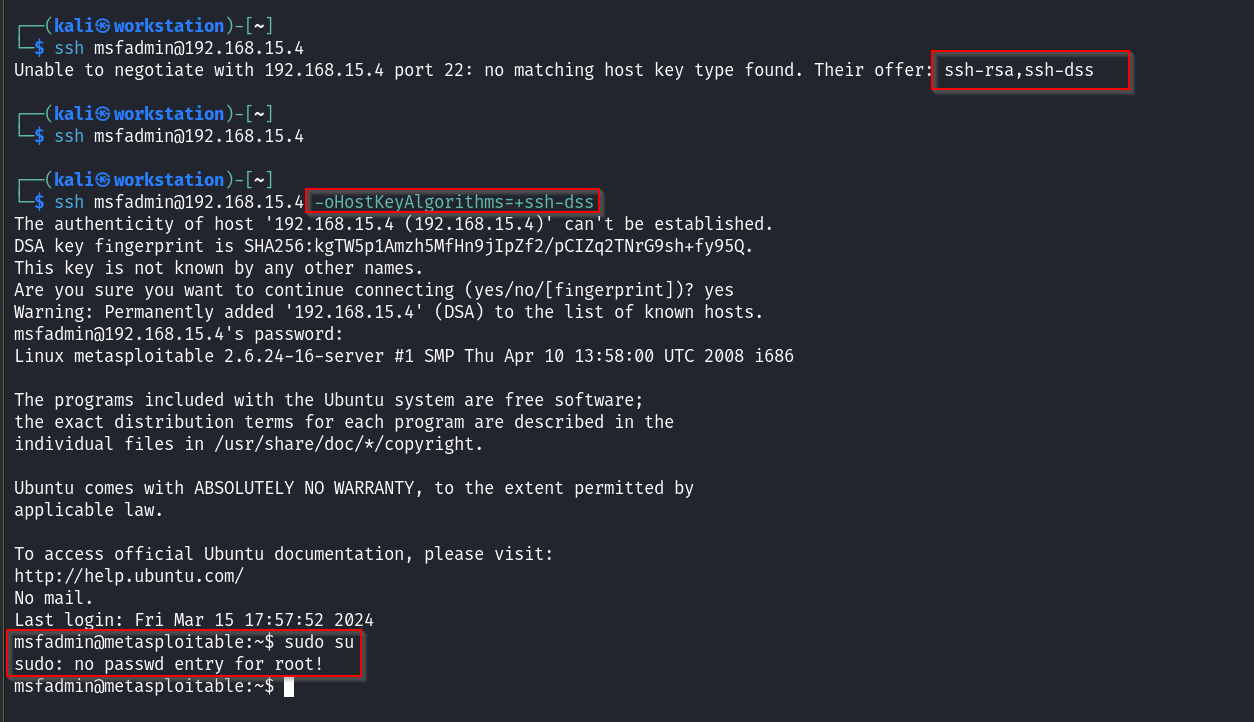 ┌──(kali㉿workstation)-[~]
└─$ ssh msfadmin@192.168.15.4
Unable to negotiate with 192.168.15.4 port 22: no matching host key type found. Their offer: ssh-rsa,ssh-dss
┌──(kali㉿workstation)-[~]
└─$ ssh msfadmin@192.168.15.4
┌──(kali㉿workstation)-[~]
└─$ ssh msfadmin@192.168.15.4 -oHostKeyAlgorithms=+ssh-dss
The authenticity of host '192.168.15.4 (192.168.15.4)' can't be established.
DSA key fingerprint is SHA256:kgTW5p1Amzh5MfHn9jIpZf2/pCIZq2TNrG9sh+fy95Q.
This key is not known by any other names.
Are you sure you want to continue connecting (yes/no/[fingerprint])? yes
Warning: Permanently added '192.168.15.4' (DSA) to the list of known hosts.
msfadmin@192.168.15.4's password:
Linux metasploitable 2.6.24-16-server #1 SMP Thu Apr 10 13:58:00 UTC 2008 i686
The programs included with the Ubuntu system are free software;
the exact distribution terms for each program are described in the
individual files in /usr/share/doc/*/copyright.
Ubuntu comes with ABSOLUTELY NO WARRANTY, to the extent permitted by
applicable law.
To access official Ubuntu documentation, please visit:
http://help.ubuntu.com/
No mail.
Last login: Fri Mar 15 17:57:52 2024
msfadmin@metasploitable:~$ sudo su
sudo: no passwd entry for root!
msfadmin@metasploitable:~$